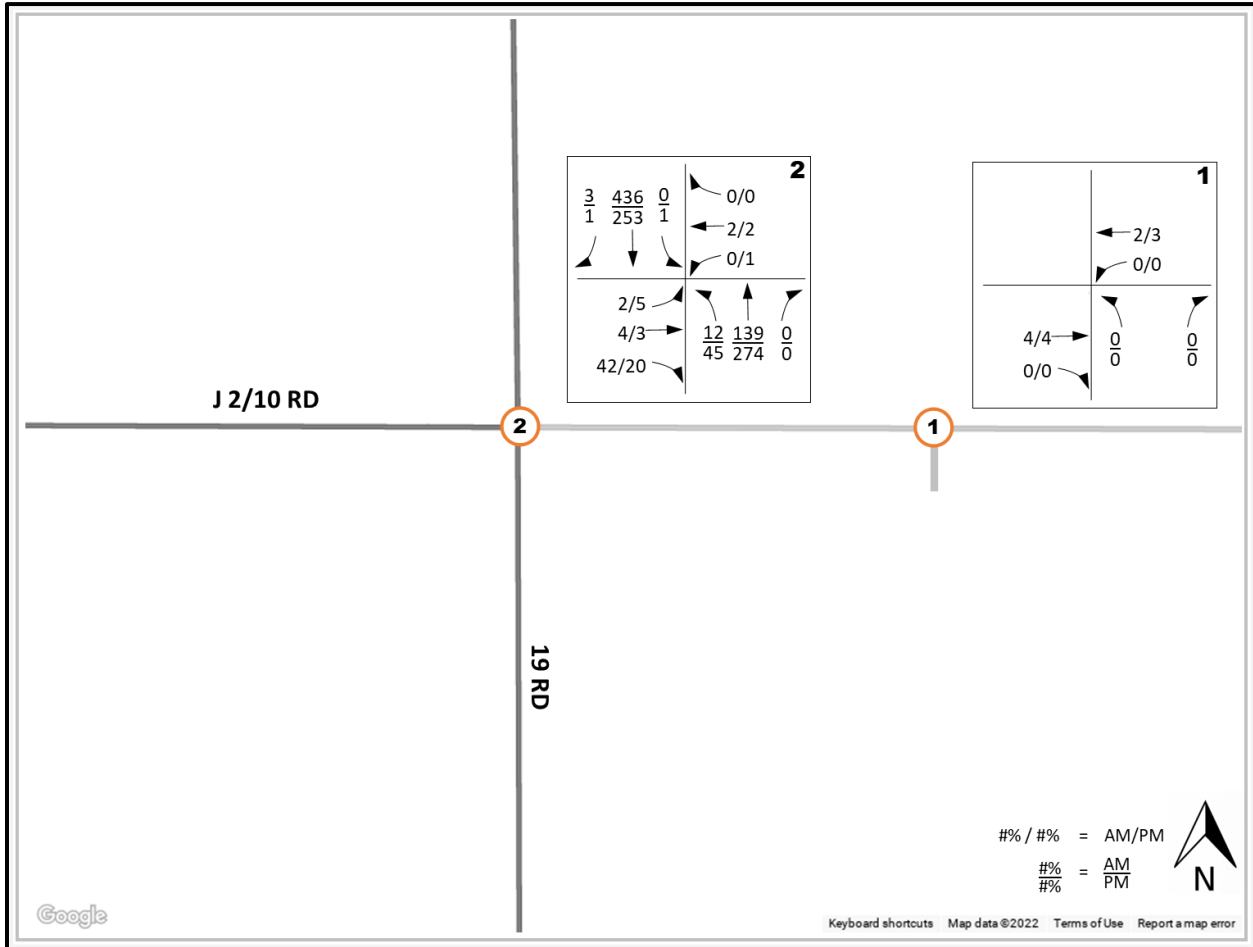 2
3 436 0
1 253 1
0/0
2/2
0/1
2/5
4/3
42/20
12 139 0
45 274 0
1
2/3
0/0
4/4
0/0
0 0
0 0
J 2/10 RD
2
1
19 RD
#% / #% = AM/PM
#% = AM
#% PM
N
Google
Keyboard shortcuts Map data ©2022 Terms of Use Report a map error